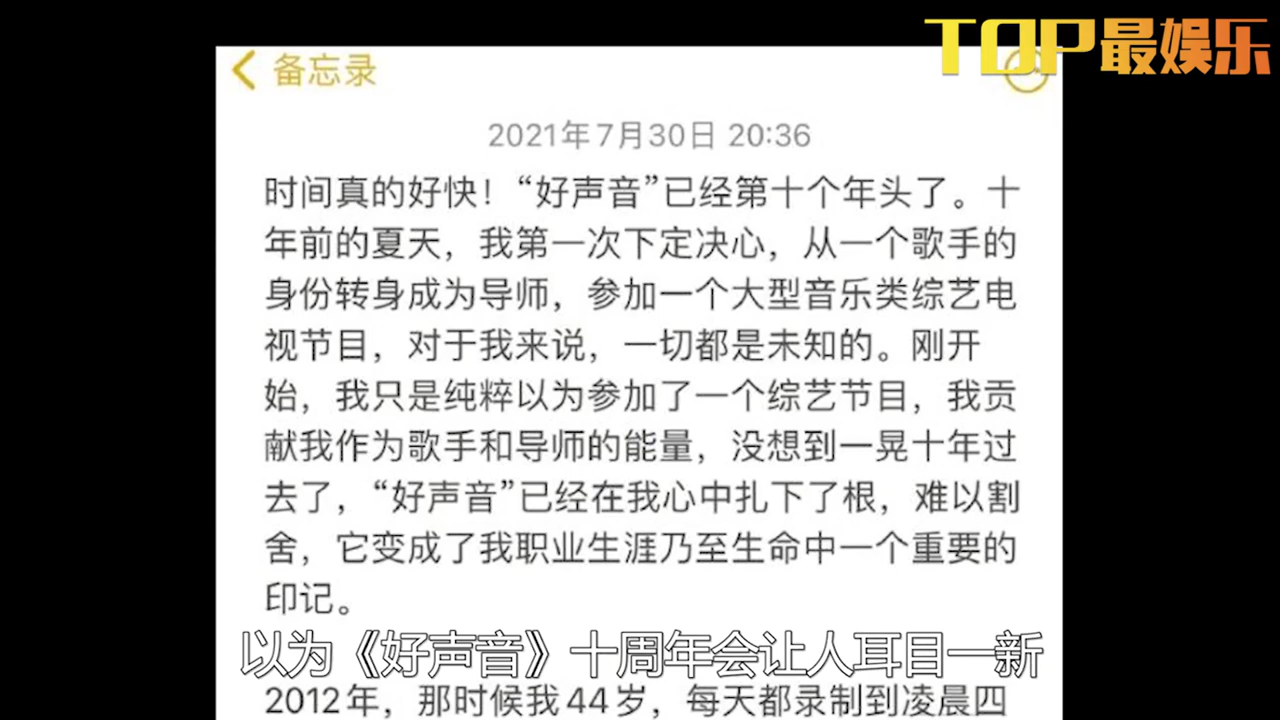 TOP最娱乐
备忘录
2021年7月30日 20:36
时间真的好快！“好声音”已经第十个年头了。十
年前的夏天，我第一次下定决心，从一个歌手的
身份转身成为导师，参加一个大型音乐类综艺电
视节目，对于我来说，一切都是未知的。刚开
始，我只是纯粹以为参加了一个综艺节目，我贡
献我作为歌手和导师的能量，没想到一晃十年过
去了，“好声音”已经在我心中扎下了根，难以割
舍，它变成了我职业生涯乃至生命中一个重要的
印记。
以为《好声音》十周年会让人耳目一新
2012年，那时候我44岁，每天都录制到凌晨四